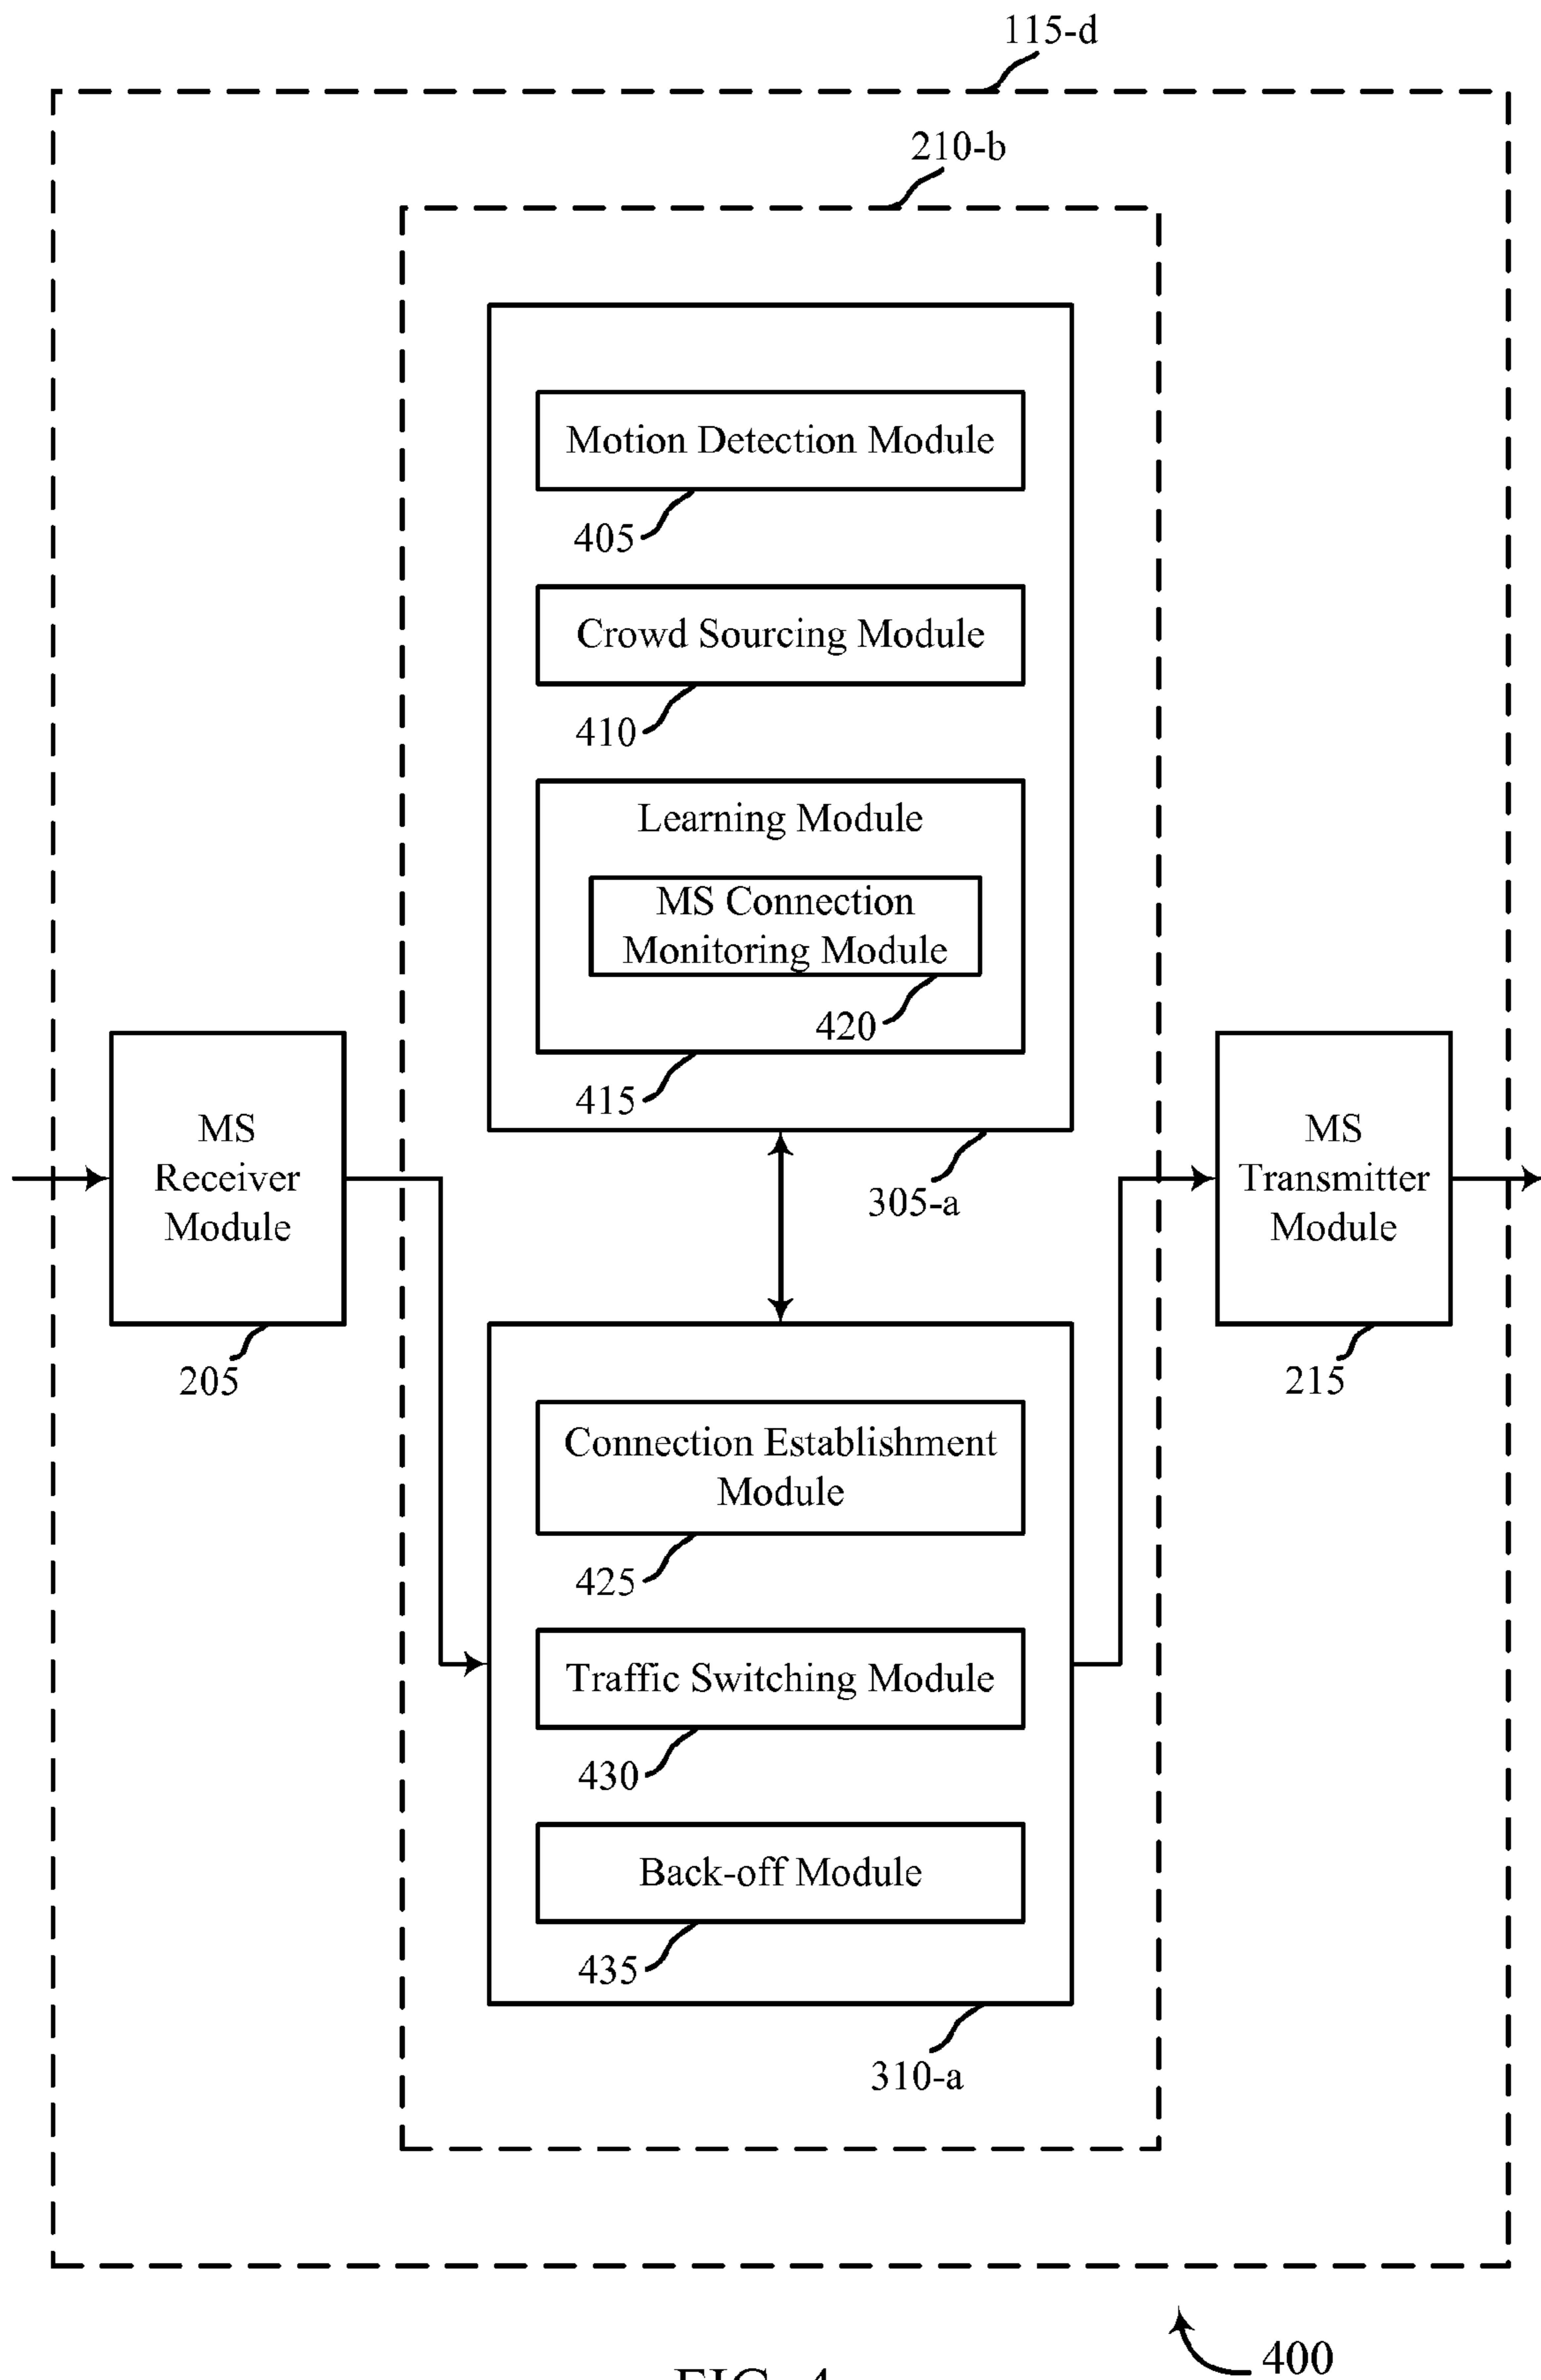 115-d
210-b
Motion Detection Module
405
Crowd Sourcing Module
410
Learning Module
MS Connection
Monitoring Module
420
415
305-a
MS
Receiver
Module
205
MS
Transmitter
Module
215
Connection Establishment
Module
425
Traffic Switching Module
430
Back-off Module
435
310-a
400
FIG. 4